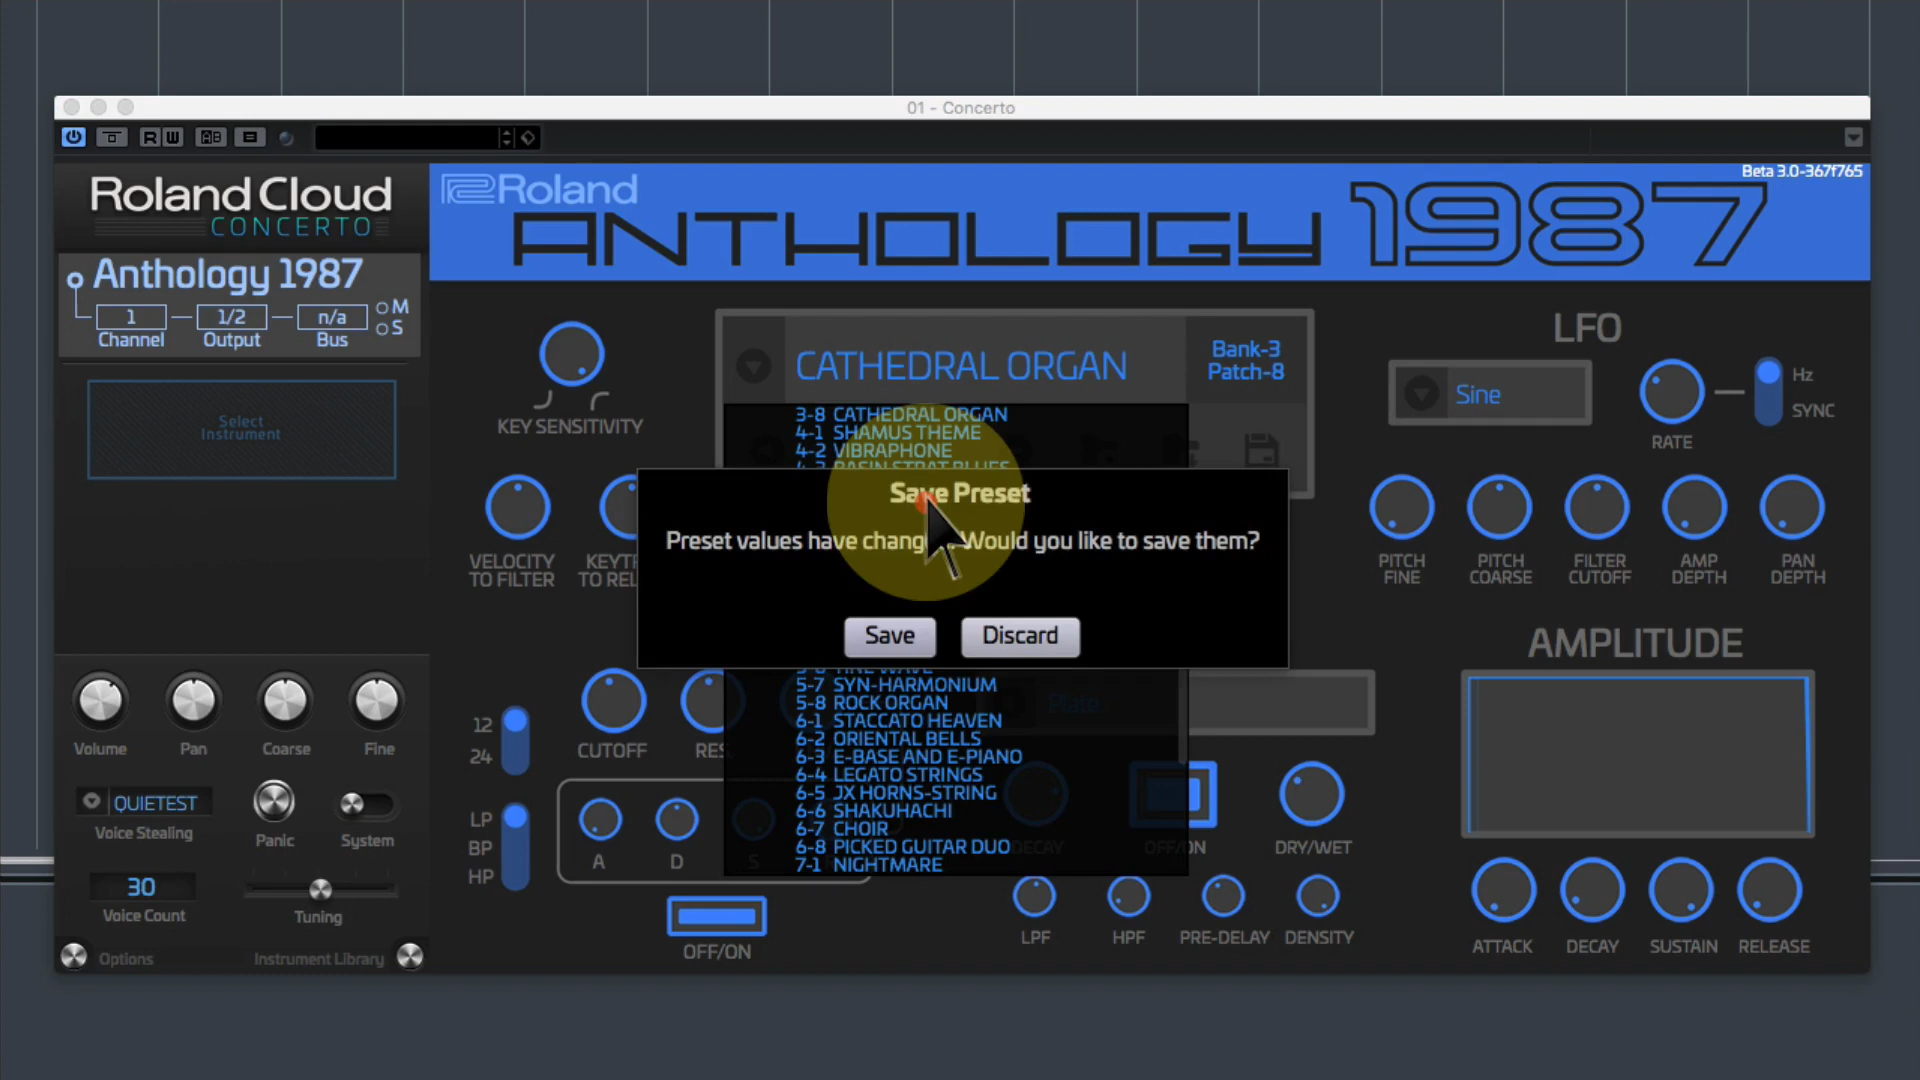 01 - Concerto
R W
AB
Beta 3.0-367f765
Roland Cloud
CONCERTO
Roland
ANTHOLOGY 1987
Anthology 1987
1
1/2
n/a
M
S
Channel
Output
Bus
Select
Instrument
KEY SENSITIVITY
CATHEDRAL ORGAN
Bank-3
Patch-8
3-8 CATHEDRAL ORGAN
4-1 SHAMUS THEME
4-2 VIBRAPHONE
LFO
Sine
Hz
SYNC
RATE
VELOCITY
TO FILTER
Save Preset
Preset values have Would you like to save them?
Save
Discard
PITCH
FINE
PITCH
COARSE
FILTER
CUTOFF
AMP
DEPTH
PAN
DEPTH
5-7 SYN-HARMONIUM
5-8 ROCK ORGAN
6-1 STACCATO HEAVEN
6-2 ORIENTAL BELLS
6-3 E-BASE AND E-PIANO
6-4 LEGATO STRINGS
6-5 JX HORNS-STRING
6-6 SHAKUHACHI
6-7 CHOIR
6-8 PICKED GUITAR DUO
7-1 NIGHTMARE
Plate
AMPLITUDE
Volume
Pan
Coarse
Fine
12
24
CUTOFF
QUIETEST
Voice Stealing
Panic
System
LP
BP
HP
A
D
S
DECAY
OFF/ON
DRY/WET
30
Voice Count
Tuning
OFF/ON
LPF
HPF
PRE-DELAY
DENSITY
ATTACK
DECAY
SUSTAIN
RELEASE
Options
Instrument Library